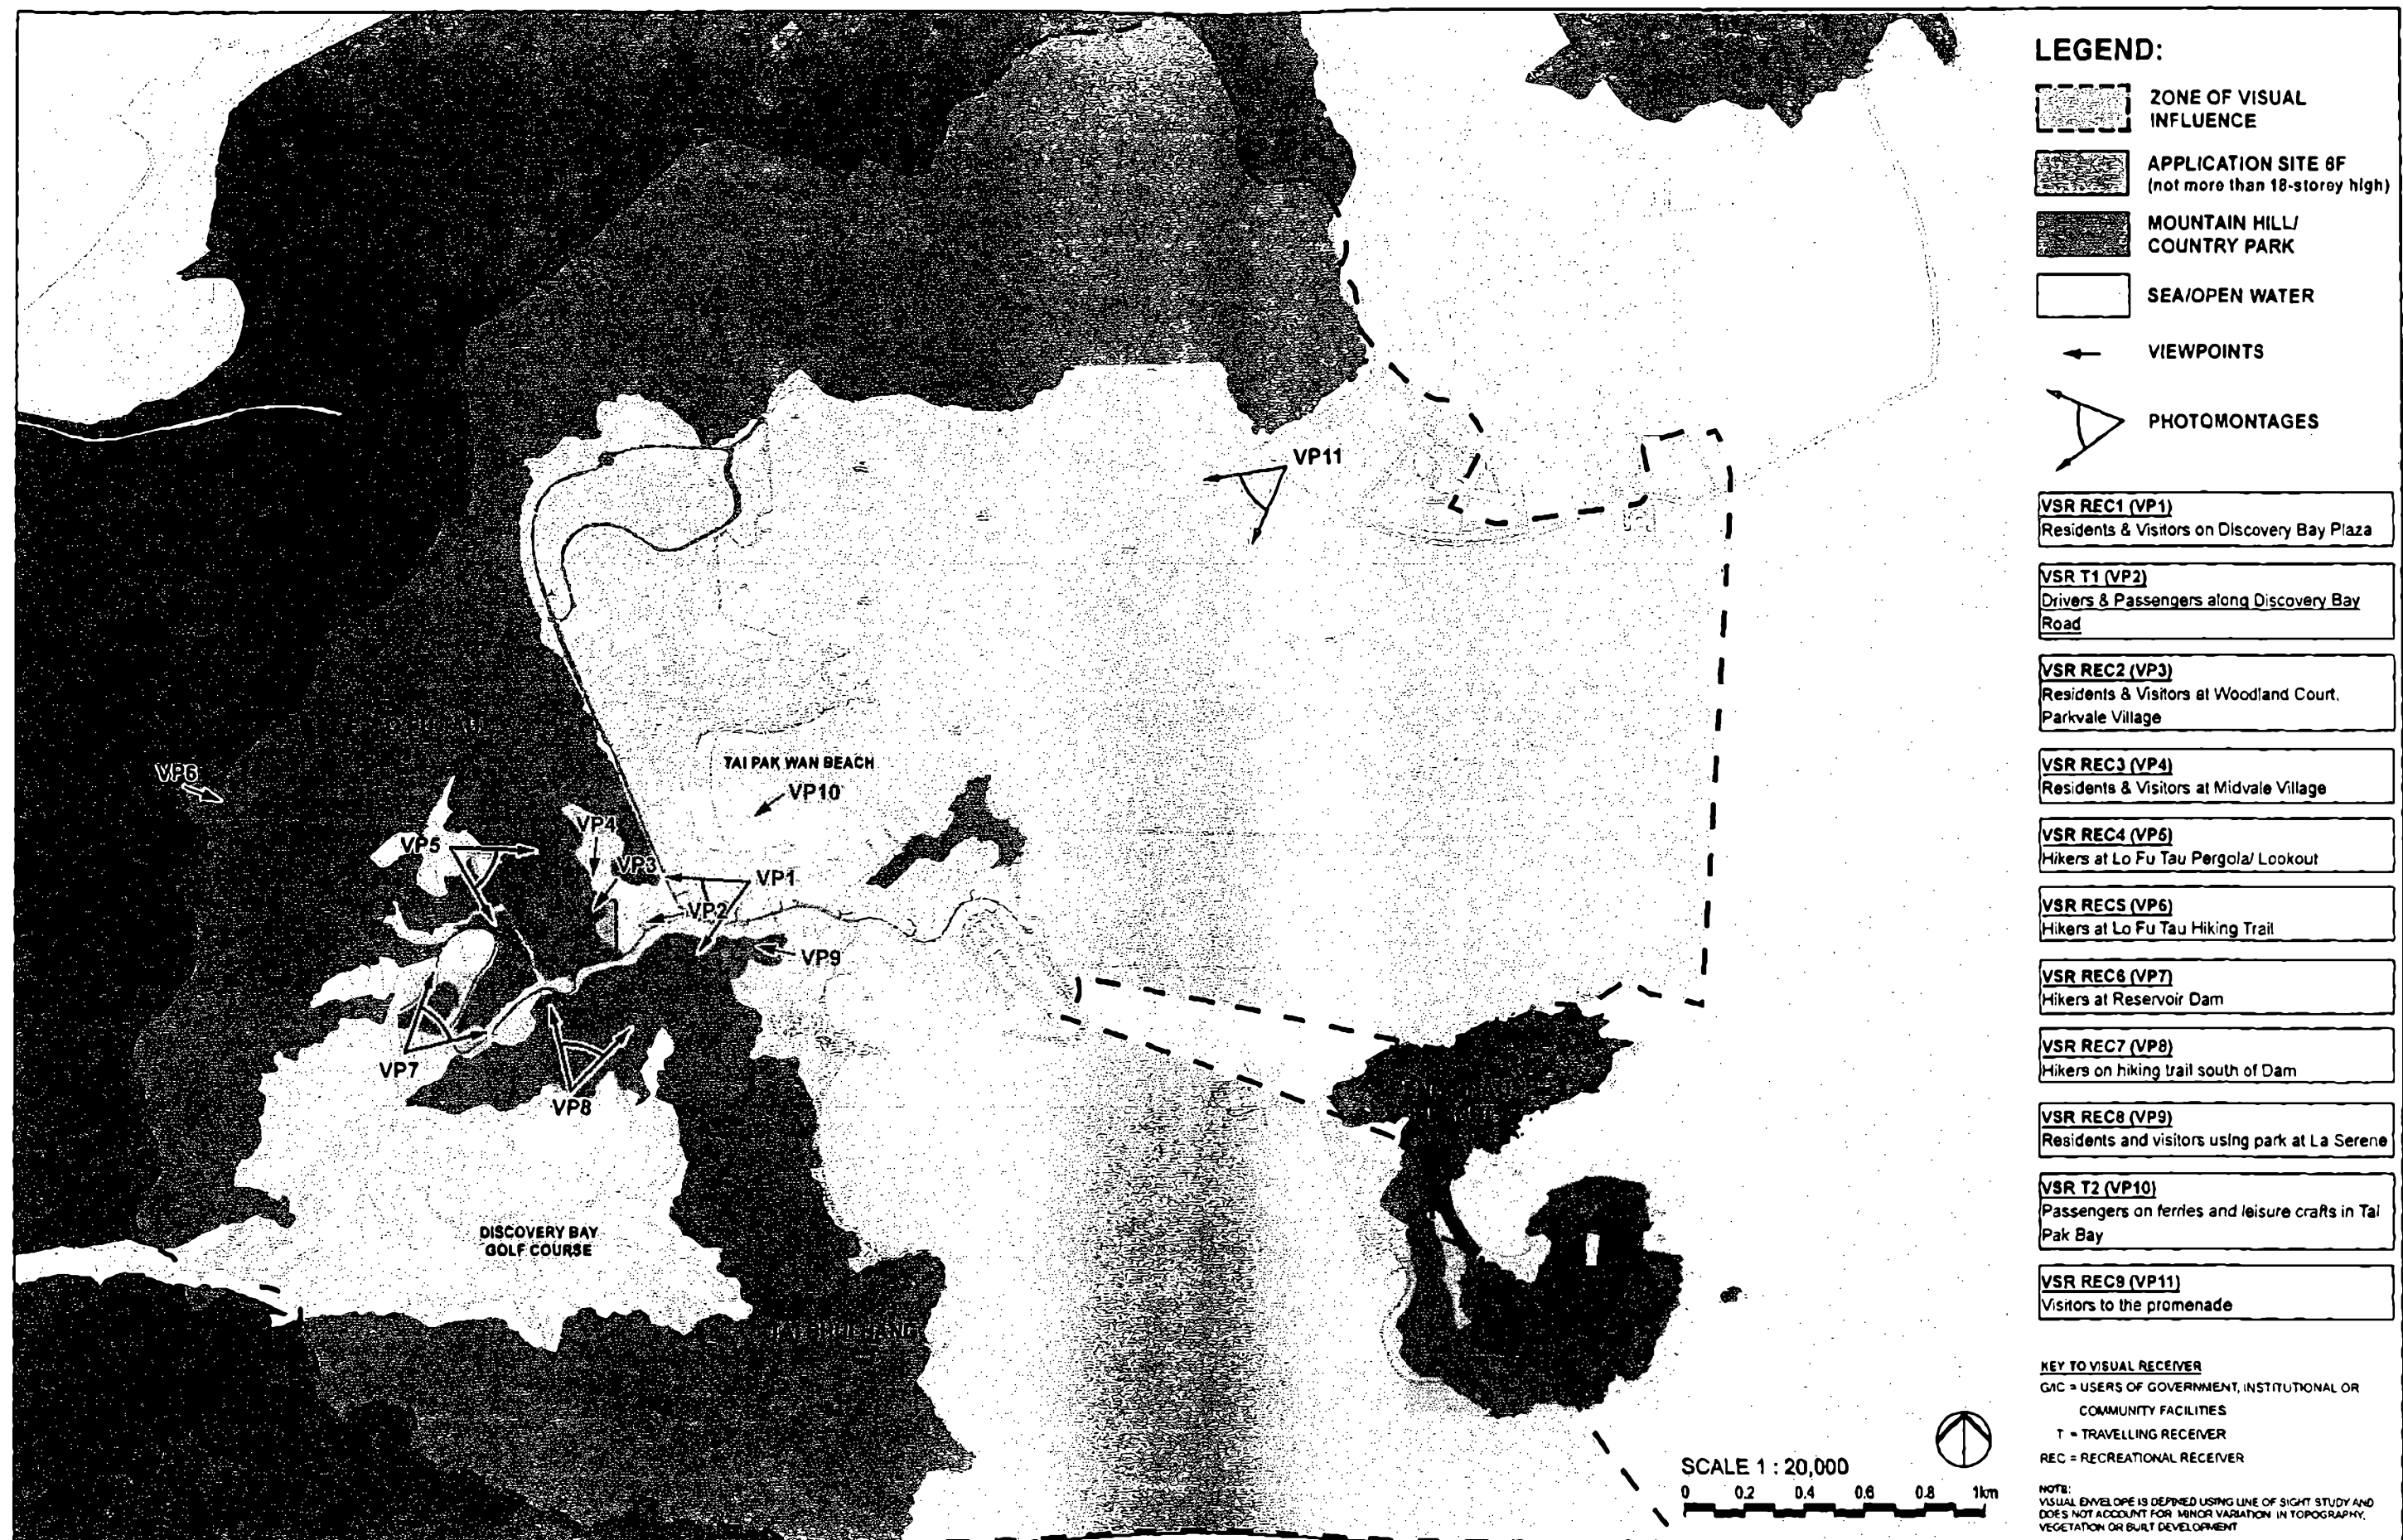 LEGEND:
ZONE OF VISUAL
INFLUENCE
APPLICATION SITE 6F
(not more than 18-storey high)
MOUNTAIN HILL/
COUNTRY PARK
SEA/OPEN WATER
VIEWPOINTS
PHOTOMONTAGES
VSR REC1 (VP1)
Residents & Visitors on Discovery Bay Plaza
VSR T1 (VP2)
Drivers & Passengers along Discovery Bay
Road
VSR REC2 (VP3)
Residents & Visitors at Woodland Court,
Parkvale Village
VSR REC3 (VP4)
Residents & Visitors at Midvale Village
VSR REC4 (VP5)
Hikers at Lo Fu Tau Pergola/ Lookout
VSR REC5 (VP6)
Hikers at Lo Fu Tau Hiking Trail
VSR REC6 (VP7)
Hikers at Reservoir Dam
VSR REC7 (VP8)
Hikers on hiking trail south of Dam
VSR REC8 (VP9)
Residents and visitors using park at La Serene
VSR T2 (VP10)
Passengers on ferries and leisure crafts in Tai
Pak Bay
VSR REC9 (VP11)
Visitors to the promenade
KEY TO VISUAL RECEIVER
G/IC = USERS OF GOVERNMENT, INSTITUTIONAL OR
COMMUNITY FACILITIES
T = TRAVELLING RECEIVER
REC = RECREATIONAL RECEIVER
NOTE:
VISUAL ENVELOPE IS DEFINED USING LINE OF SIGHT STUDY AND
DOES NOT ACCOUNT FOR MINOR VARIATION IN TOPOGRAPHY,
VEGETATION OR BUILT DEVELOPMENT
VP11
TAI PAK WAN BEACH
VP6
VP10
VP4
VP5
VP3
VP1
VP2
VP9
VP7
VP8
DISCOVERY BAY
GOLF COURSE
SCALE 1 : 20,000
0 0.2 0.4 0.6 0.8 1km